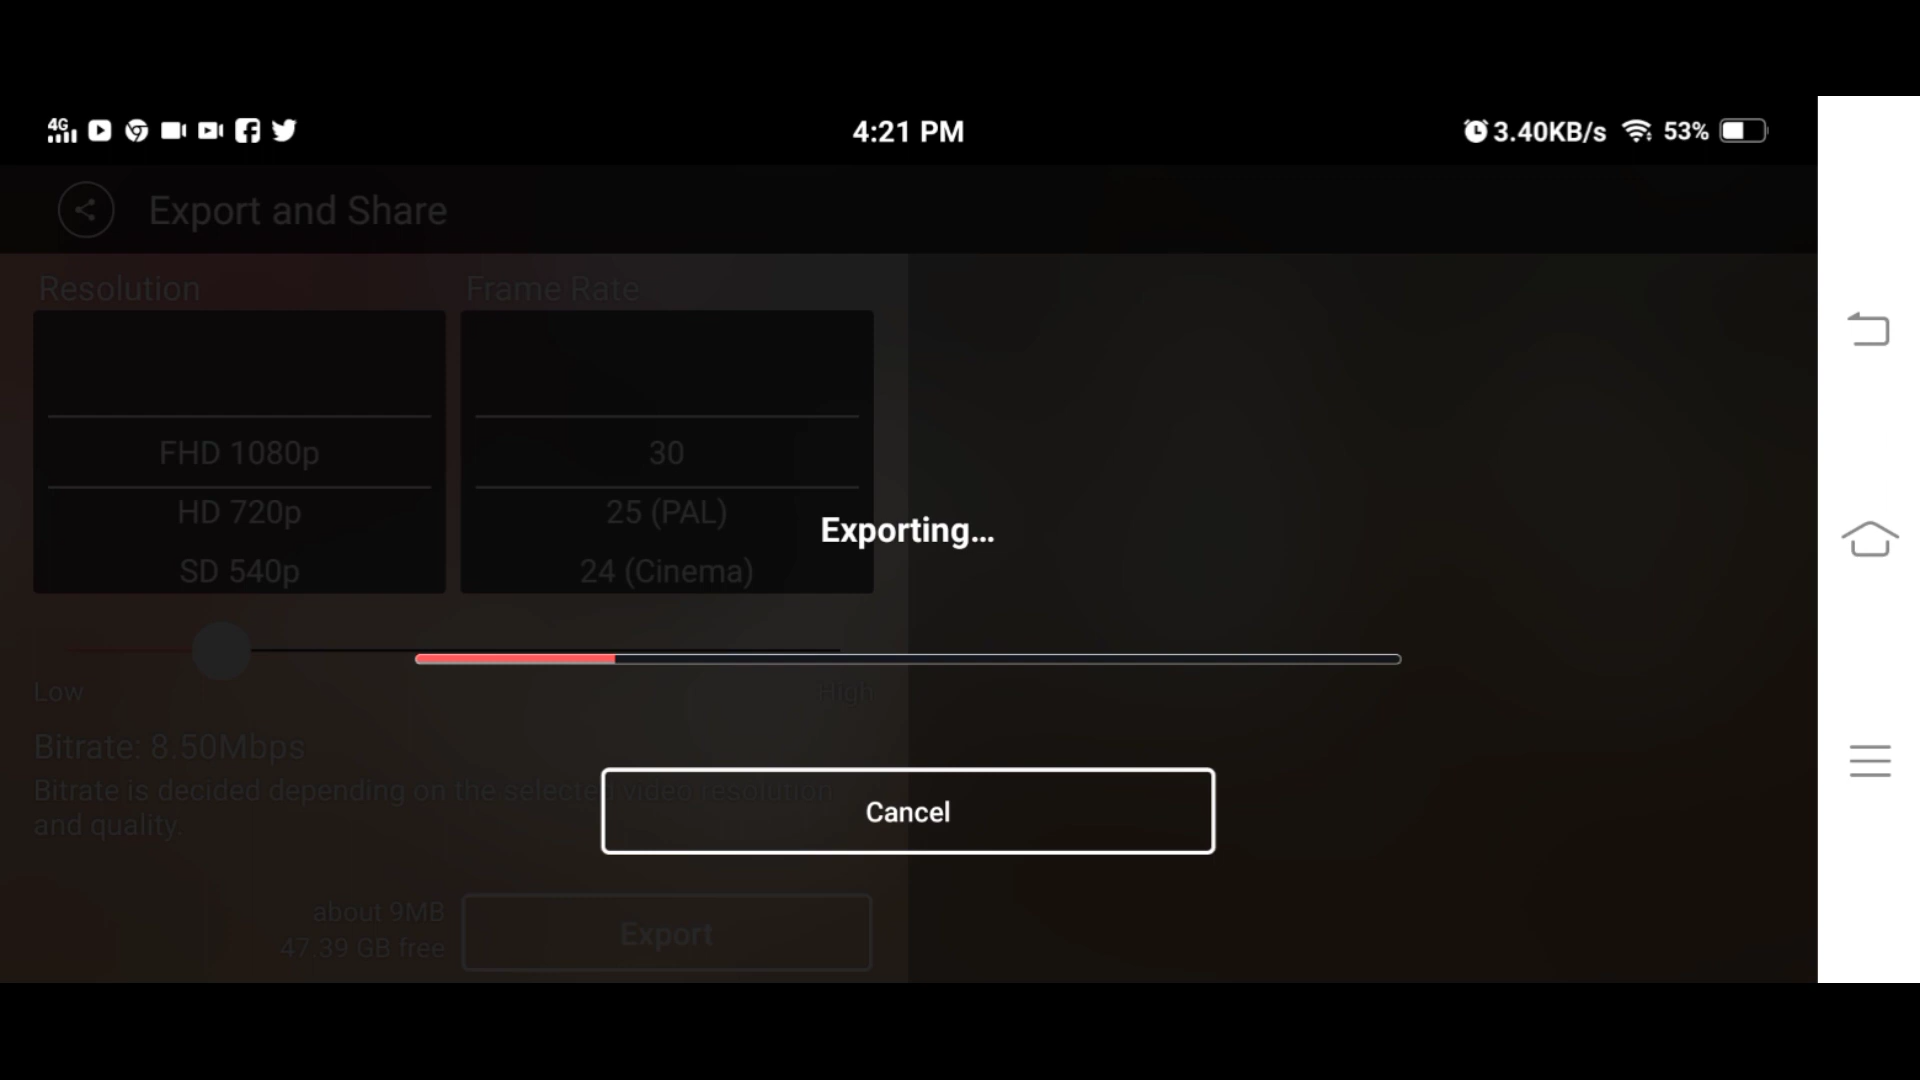 4G 4:21 PM 3.40KB/s 53%
Export and Share
Resolution Frame Rate
FHD 1080p 30
HD 720p 25 (PAL)
SD 540p 24 (Cinema)
Exporting...
Low High
Bitrate: 8.50Mbps
Bitrate is decided depending on the selected video resolution
and quality.
Cancel
about 9MB
47.39 GB free
Export